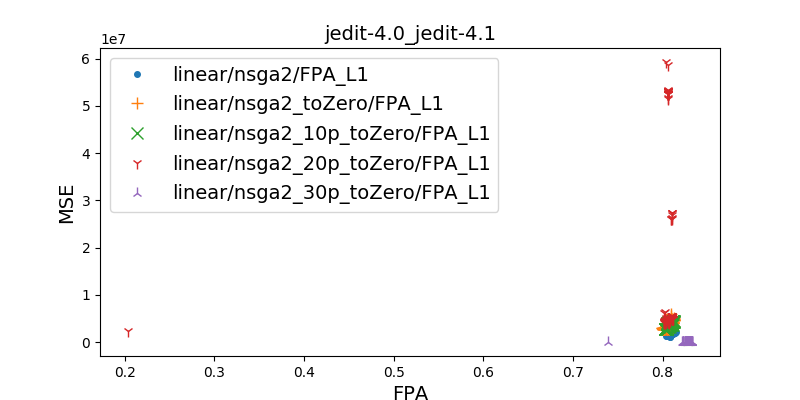 jedit-4.0_jedit-4.1
1e7
linear/nsga2/FPA_L1
linear/nsga2_toZero/FPA_L1
linear/nsga2_10p_toZero/FPA_L1
linear/nsga2_20p_toZero/FPA_L1
linear/nsga2_30p_toZero/FPA_L1
6
5
4
3
2
1
0
MSE
0.2 0.3 0.4 0.5 0.6 0.7 0.8
FPA